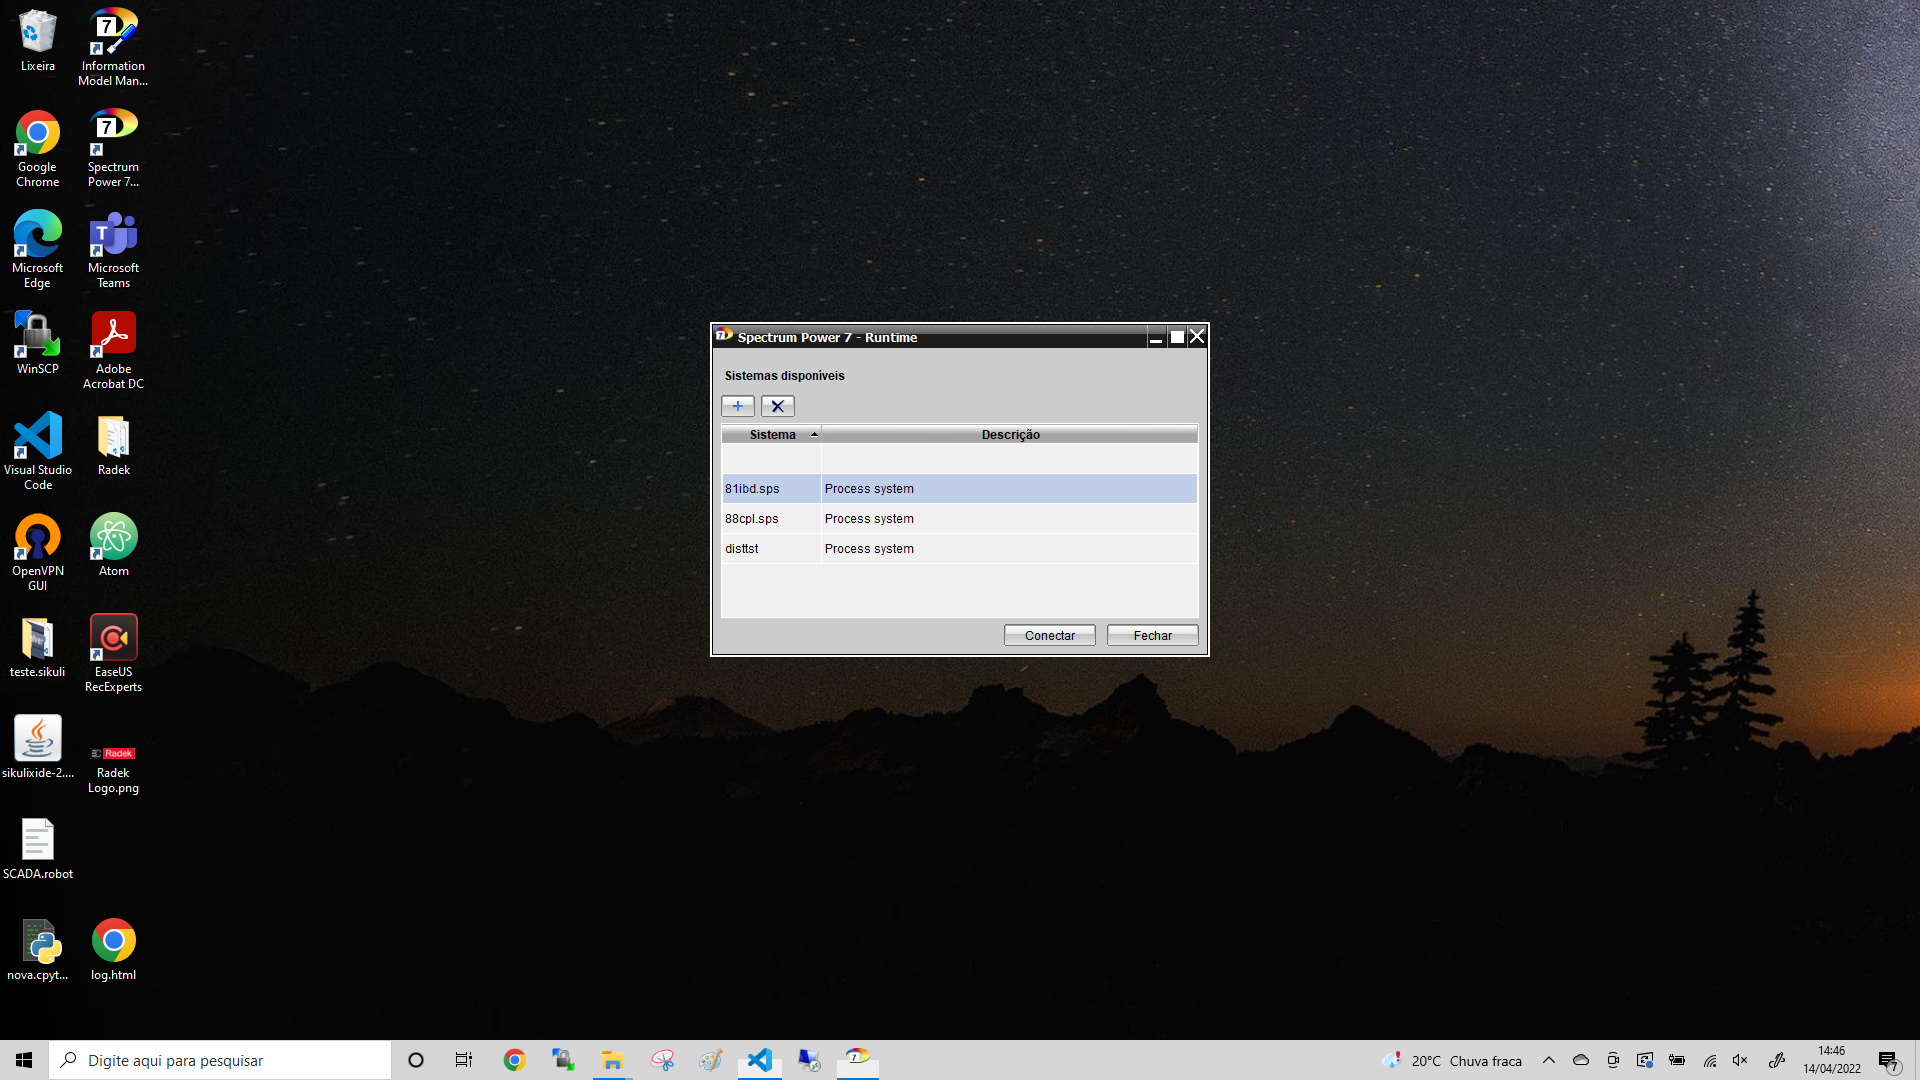 Lixeira
Information
Model Man...
Google
Chrome
Spectrum
Power 7...
Microsoft
Edge
Microsoft
Teams
WinSCP
Adobe
Acrobat DC
Visual Studio
Code
Radek
OpenVPN
GUI
Atom
teste.sikuli
EaseUS
RecExperts
sikulixide-2....
Radek
Radek
Logo.png
SCADA.robot
nova.cpyt...
log.html
Spectrum Power 7 - Runtime
Sistemas disponíveis
Sistema Descrição
81ibd.sps Process system
88cpl.sps Process system
disttst Process system
Conectar Fechar
Digite aqui para pesquisar
20°C Chuva fraca
14:46
14/04/2022
7